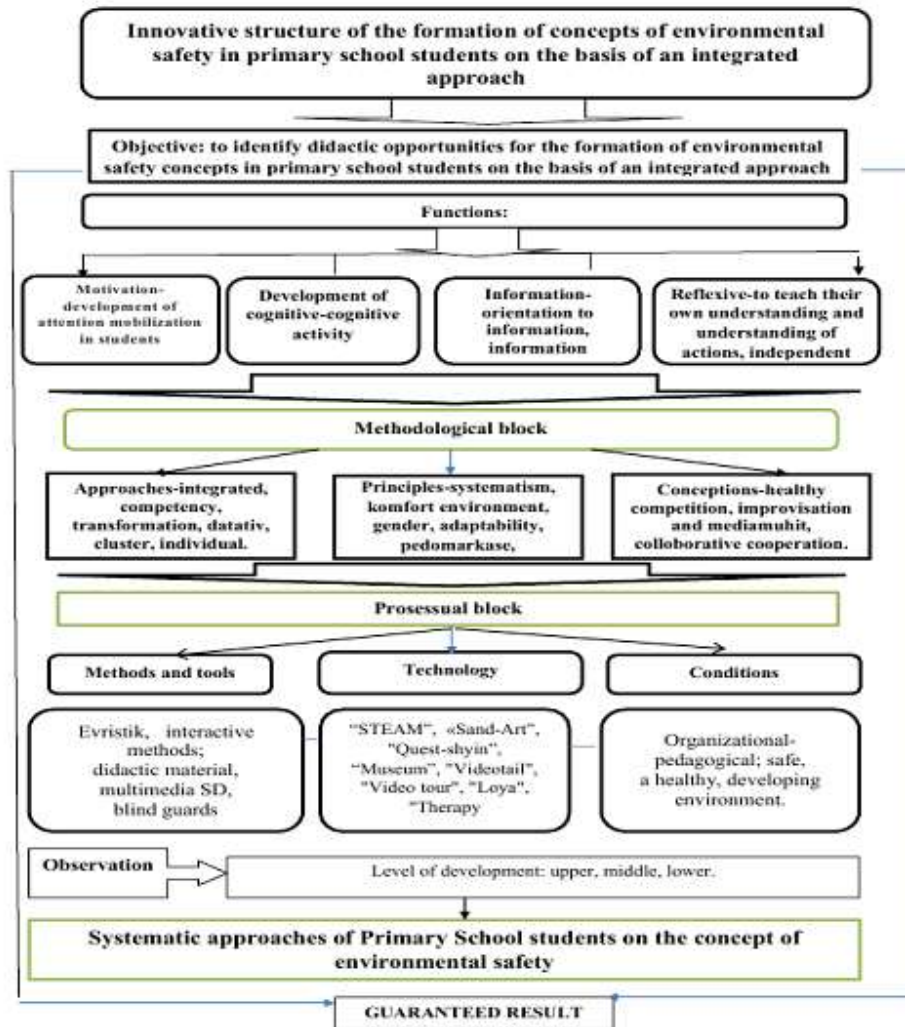 Innovative structure of the formation of concepts of environmental
safety in primary school students on the basis of an integrated
approach
Objective: to identify didactic opportunities for the formation of environmental
safety concepts in primary school students on the basis of an integrated approach
Functions:
Motivation-
development of
attention mobilization
in students
Development of
cognitive-cognitive
activity
Information-
orientation to
information,
information
Reflexive-to teach their
own understanding and
understanding of
actions, independent
Methodological block
Approaches-integrated,
competency,
transformation, datativ,
cluster, individual.
Principles-systematism,
komfort environment,
gender, adaptability,
pedomarkase,
Conceptions-healthy
competition, improvisation
and mediamuhit,
colloborative cooperation.
Prosessual block
Methods and tools
Technology
Conditions
Evristik, interactive
methods;
didactic material,
multimedia SD,
blind guards
“STEAM”, «Sand-Art”,
"Quest-shyin",
“Museum”, "Videotail",
"Video tour", "Loya",
"Therapy
Organizational-
pedagogical; safe,
a healthy, developing
environment.
Observation
Level of development: upper, middle, lower.
Systematic approaches of Primary School students on the concept of
environmental safety
GUARANTEED RESULT